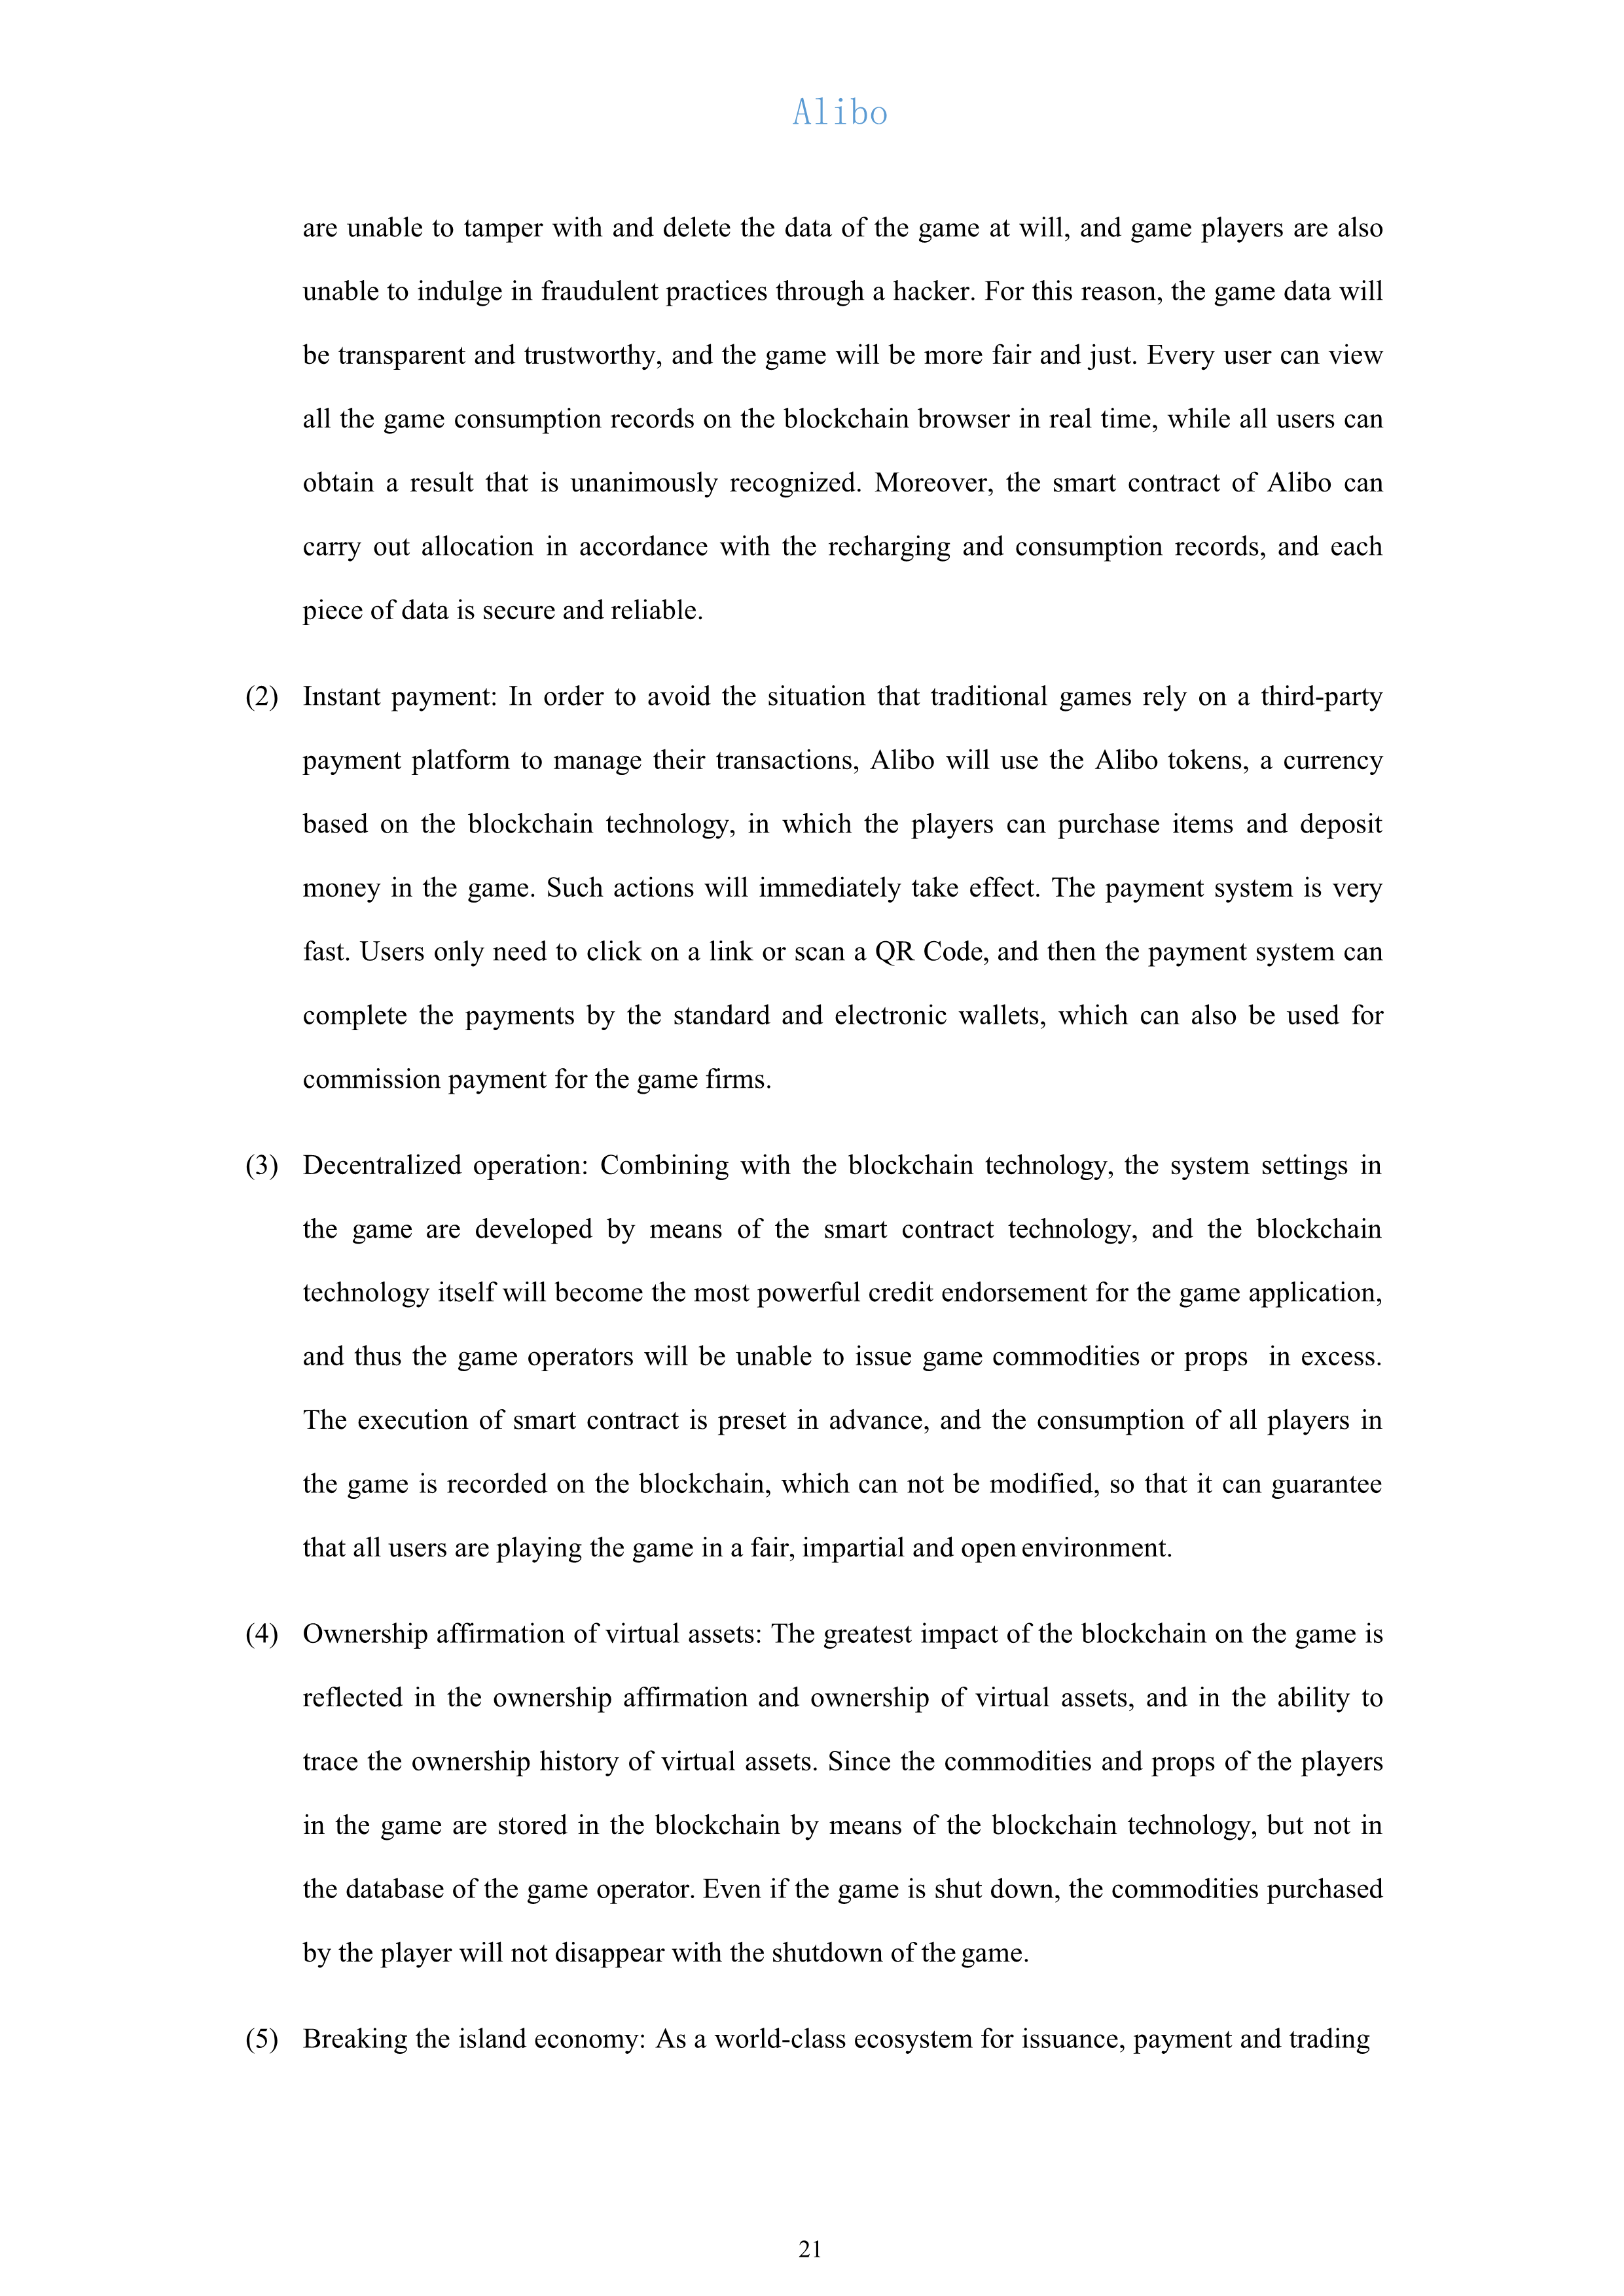 Alibo
are unable to tamper with and delete the data of the game at will, and game players are also
unable to indulge in fraudulent practices through a hacker. For this reason, the game data will
be transparent and trustworthy, and the game will be more fair and just. Every user can view
all the game consumption records on the blockchain browser in real time, while all users can
obtain a result that is unanimously recognized. Moreover, the smart contract of Alibo can
carry out allocation in accordance with the recharging and consumption records, and each
piece of data is secure and reliable.
(2) Instant payment: In order to avoid the situation that traditional games rely on a third-party
payment platform to manage their transactions, Alibo will use the Alibo tokens, a currency
based on the blockchain technology, in which the players can purchase items and deposit
money in the game. Such actions will immediately take effect. The payment system is very
fast. Users only need to click on a link or scan a QR Code, and then the payment system can
complete the payments by the standard and electronic wallets, which can also be used for
commission payment for the game firms.
(3) Decentralized operation: Combining with the blockchain technology, the system settings in
the game are developed by means of the smart contract technology, and the blockchain
technology itself will become the most powerful credit endorsement for the game application,
and thus the game operators will be unable to issue game commodities or props in excess.
The execution of smart contract is preset in advance, and the consumption of all players in
the game is recorded on the blockchain, which can not be modified, so that it can guarantee
that all users are playing the game in a fair, impartial and open environment.
(4) Ownership affirmation of virtual assets: The greatest impact of the blockchain on the game is
reflected in the ownership affirmation and ownership of virtual assets, and in the ability to
trace the ownership history of virtual assets. Since the commodities and props of the players
in the game are stored in the blockchain by means of the blockchain technology, but not in
the database of the game operator. Even if the game is shut down, the commodities purchased
by the player will not disappear with the shutdown of the game.
(5) Breaking the island economy: As a world-class ecosystem for issuance, payment and trading
21